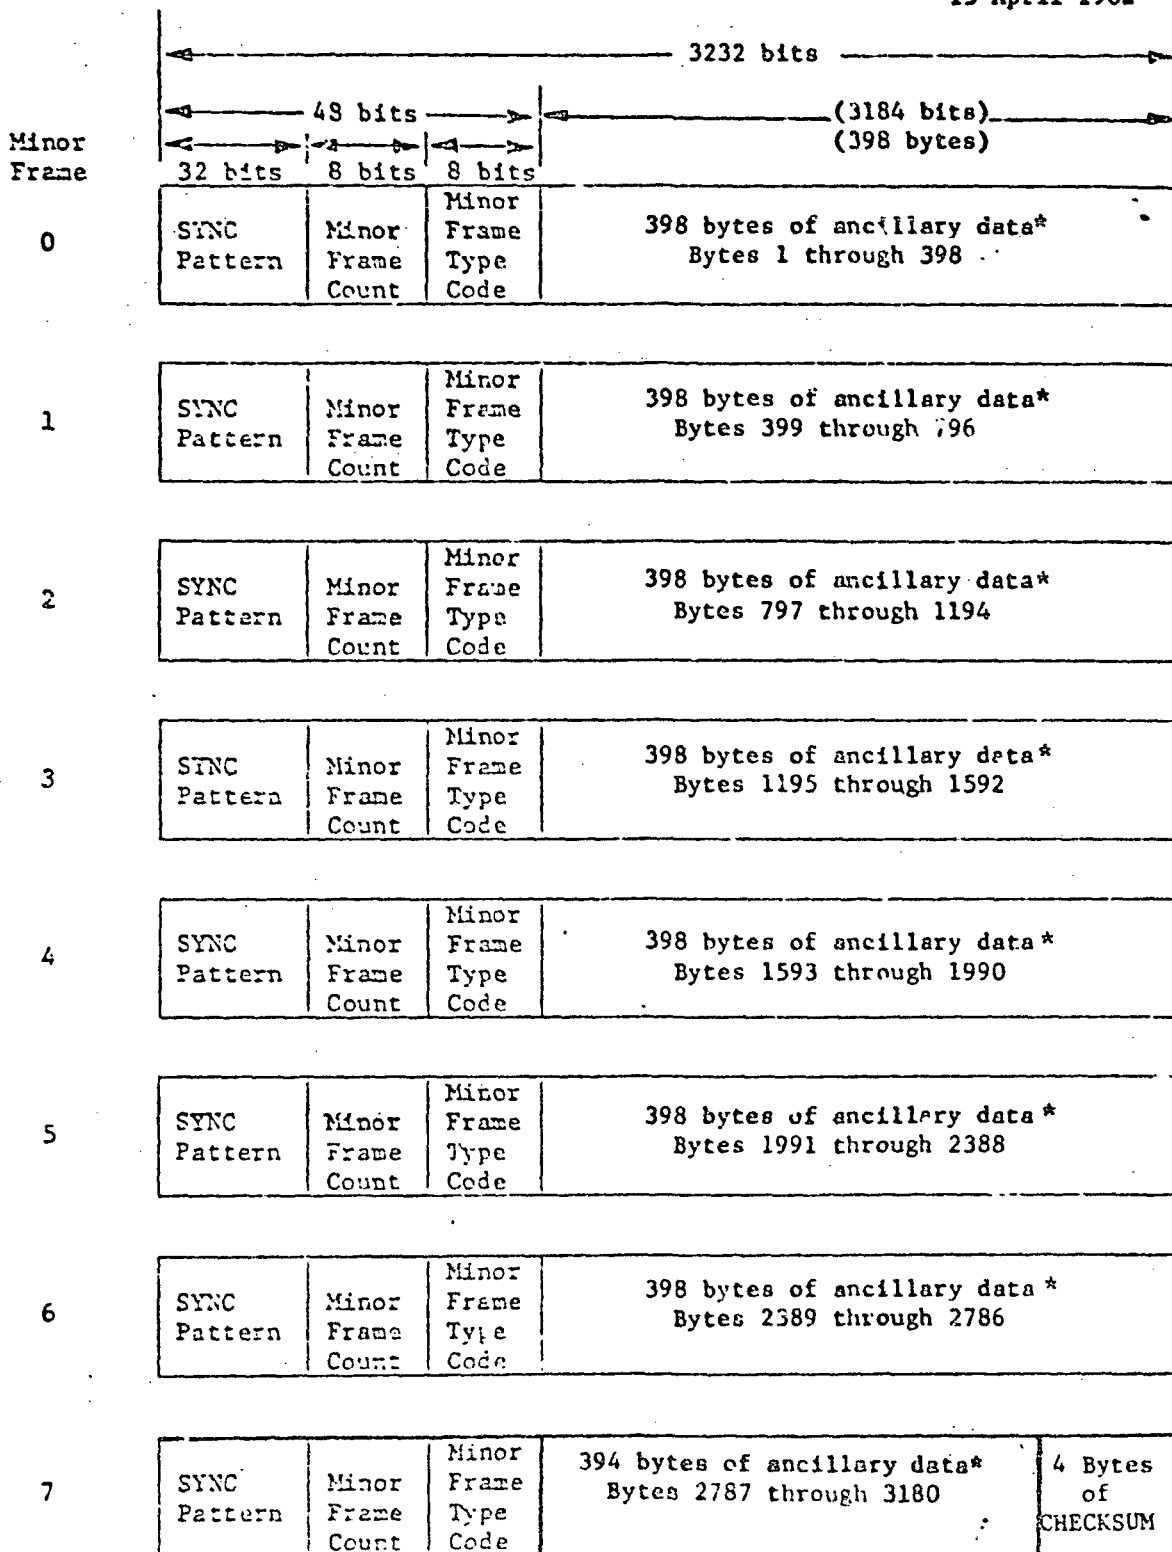 3232 bits
48 bits
(3184 bits)
(398 bytes)
Minor
Frame
32 bits 8 bits 8 bits
0
SYNC
Pattern
Minor
Frame
Count
Minor
Frame
Type
Code
398 bytes of ancillary data*
Bytes 1 through 398
1
SYNC
Pattern
Minor
Frame
Count
Minor
Frame
Type
Code
398 bytes of ancillary data*
Bytes 399 through 796
2
SYNC
Pattern
Minor
Frame
Count
Minor
Frame
Type
Code
398 bytes of ancillary data*
Bytes 797 through 1194
3
SYNC
Pattern
Minor
Frame
Count
Minor
Frame
Type
Code
398 bytes of ancillary data*
Bytes 1195 through 1592
4
SYNC
Pattern
Minor
Frame
Count
Minor
Frame
Type
Code
398 bytes of ancillary data*
Bytes 1593 through 1990
5
SYNC
Pattern
Minor
Frame
Count
Minor
Frame
Type
Code
398 bytes of ancillary data*
Bytes 1991 through 2388
6
SYNC
Pattern
Minor
Frame
Count
Minor
Frame
Type
Code
398 bytes of ancillary data*
Bytes 2389 through 2786
7
SYNC
Pattern
Minor
Frame
Count
Minor
Frame
Type
Code
394 bytes of ancillary data*
Bytes 2787 through 3180
4 Bytes
of
CHECKSUM